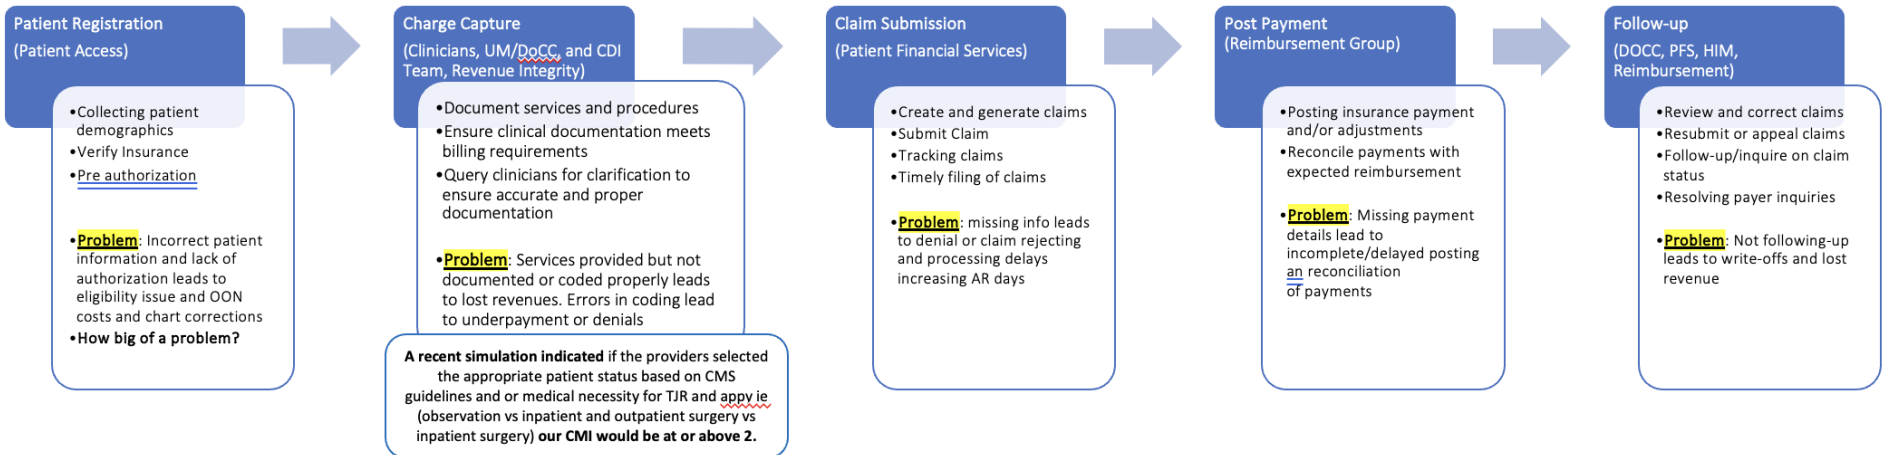 Patient Registration
(Patient Access)
•Collecting patient
demographics
•Verify Insurance
•Pre authorization
•Problem: Incorrect patient
information and lack of
authorization leads to
eligibility issue and OON
costs and chart corrections
•How big of a problem?
Charge Capture
(Clinicians, UM/DoCC, and CDI
Team, Revenue Integrity)
•Document services and procedures
•Ensure clinical documentation meets
billing requirements
•Query clinicians for clarification to
ensure accurate and proper
documentation
•Problem: Services provided but not
documented or coded properly leads
to lost revenues. Errors in coding lead
to underpayment or denials
A recent simulation indicated if the providers selected
the appropriate patient status based on CMS
guidelines and or medical necessity for TJR and appy ie
(observation vs inpatient and outpatient surgery vs
inpatient surgery) our CMI would be at or above 2.
Claim Submission
(Patient Financial Services)
•Create and generate claims
•Submit Claim
•Tracking claims
•Timely filing of claims
•Problem: missing info leads
to denial or claim rejecting
and processing delays
increasing AR days
Post Payment
(Reimbursement Group)
•Posting insurance payment
and/or adjustments
•Reconcile payments with
expected reimbursement
•Problem: Missing payment
details lead to
incomplete/delayed posting
an reconciliation
of payments
Follow-up
(DOCC, PFS, HIM,
Reimbursement)
•Review and correct claims
•Resubmit or appeal claims
•Follow-up/inquire on claim
status
•Resolving payer inquiries
•Problem: Not following-up
leads to write-offs and lost
revenue